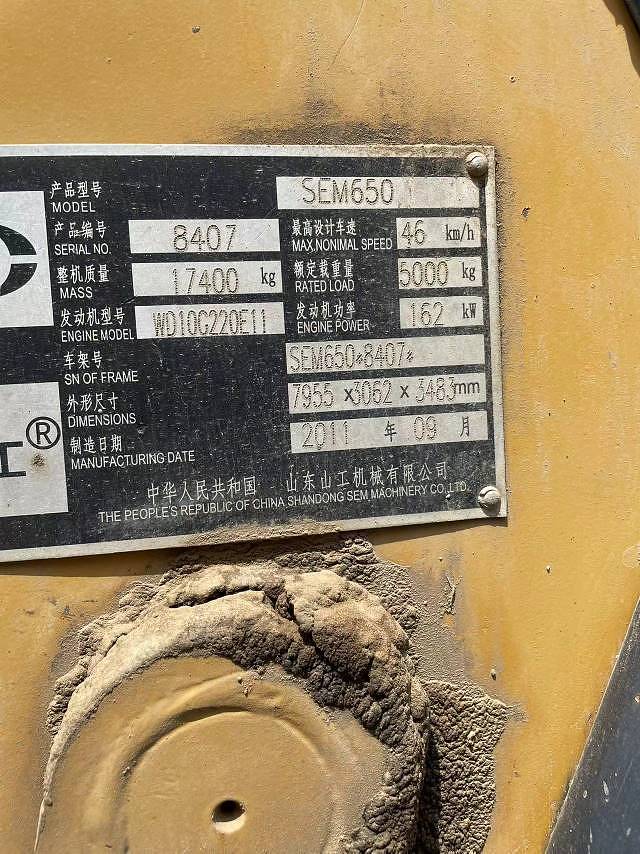 产品型号 SEM650
MODEL
产品编号 8407 最高设计车速 46 km/h
SERIAL NO. MAX,NONIMAL SPEED
整机质量 17400 kg 额定载重量 5000 kg
MASS RATED LOAD
发动机型号 WD10G220E11 发动机功率 162 kW
ENGINE MODEL ENGINE POWER
车架号 SEM650*8407*
SN OF FRAME
外形尺寸 7955 x3062 x 3483mm
DIMENSIONS
制造日期 2011 年 09 月
MANUFACTURING DATE
工®
中华人民共和国 山东山工机械有限公司
THE PEOPLE'S REPUBLIC OF CHINA SHANDONG SEM MACHINERY CO.,LTD.